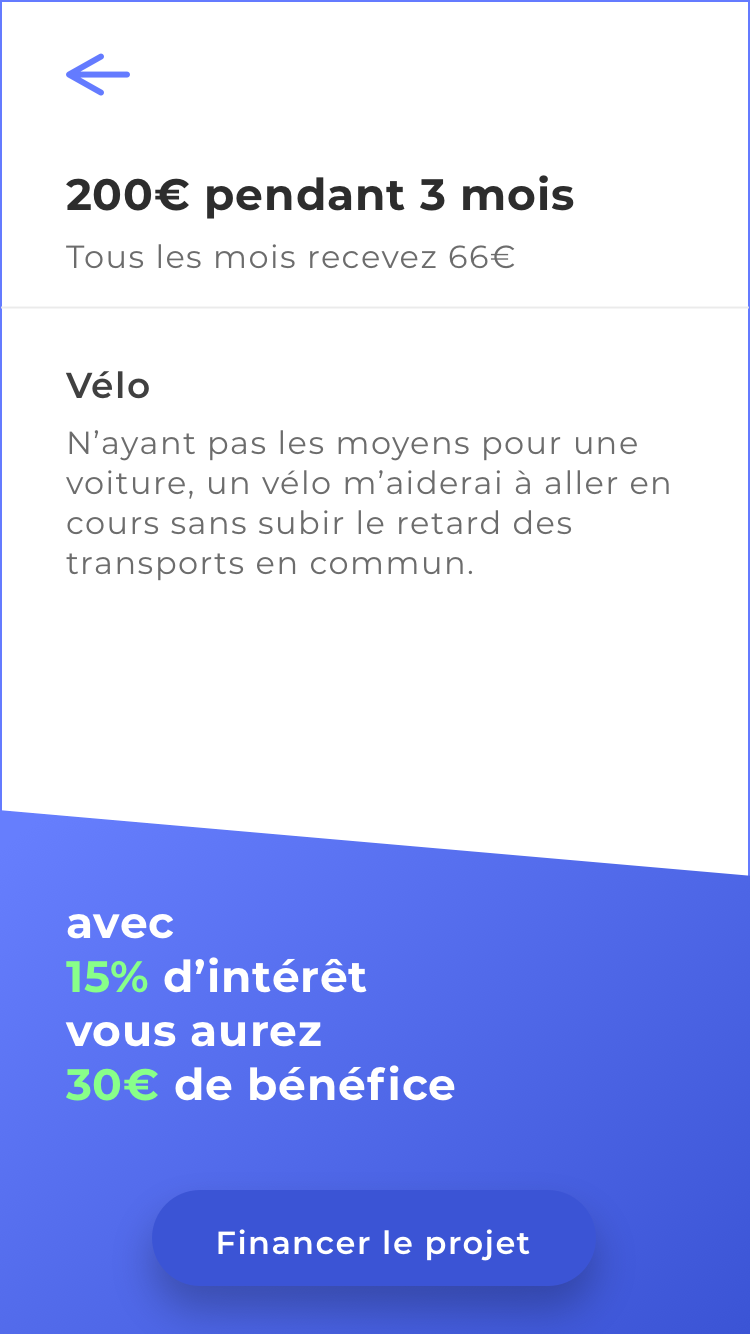 200€ pendant 3 mois
Tous les mois recevez 66€
Vélo
N’ayant pas les moyens pour une
voiture, un vélo m’aiderai à aller en
cours sans subir le retard des
transports en commun.
avec
15% d’intérêt
vous aurez
30€ de bénéfice
Financer le projet